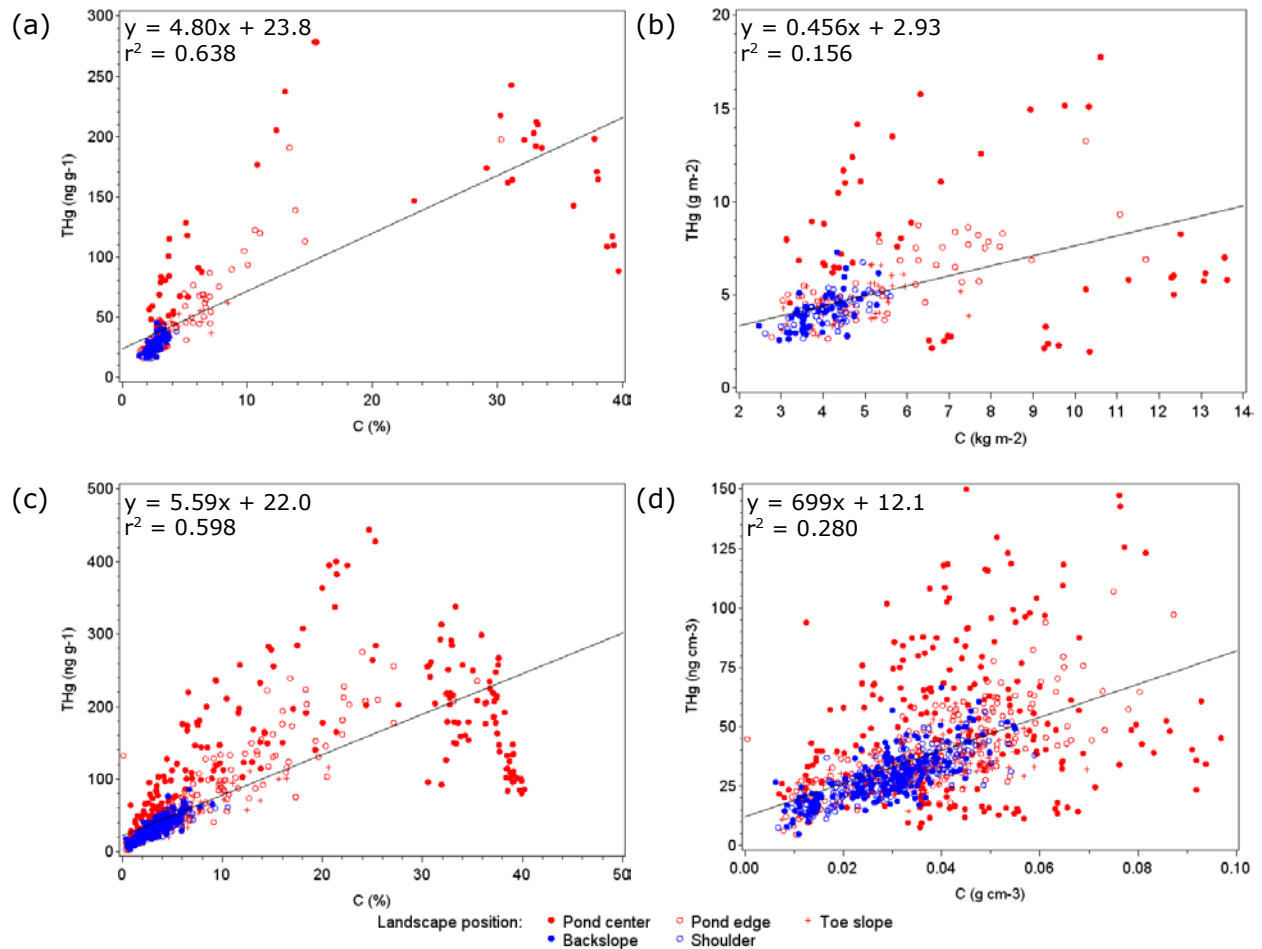 (a)
y = 4.80x + 23.8
r² = 0.638
300
250
200
150
100
50
0
THg (ng g-1)
0 10 20 30 40
C (%)
(b)
y = 0.456x + 2.93
r² = 0.156
20
15
10
5
0
THg (g m-2)
2 3 4 5 6 7 8 9 10 11 12 13 14
C (kg m-2)
(c)
y = 5.59x + 22.0
r² = 0.598
500
400
300
200
100
0
THg (ng g-1)
0 10 20 30 40 50
C (%)
(d)
y = 699x + 12.1
r² = 0.280
150
125
100
75
50
25
0
THg (ng cm-3)
0.00 0.02 0.04 0.06 0.08 0.10
C (g cm-3)
Landscape position: Pond center Pond edge Toe slope
Backslope Shoulder